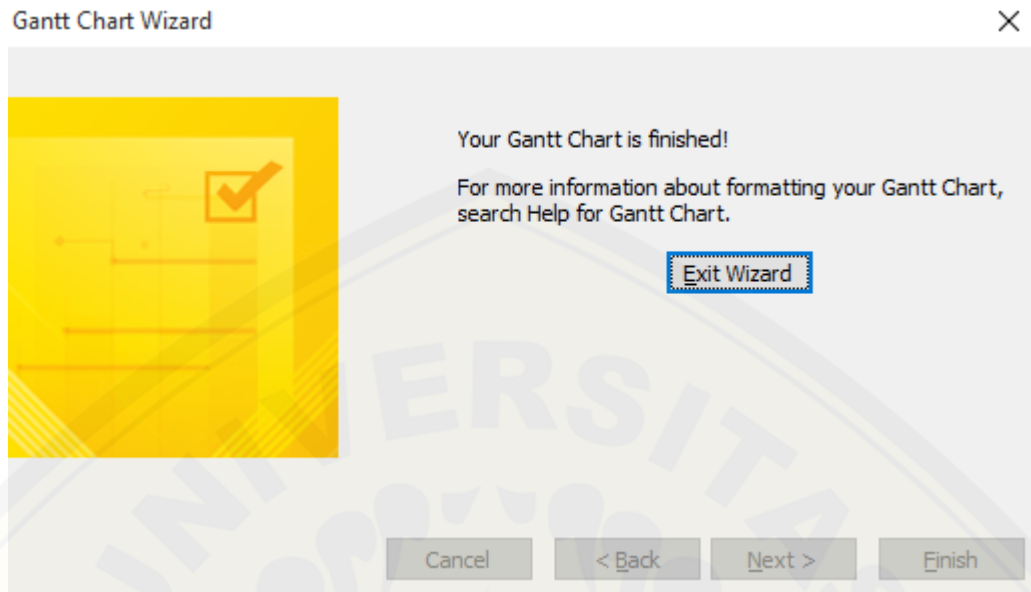 Gantt Chart Wizard
Your Gantt Chart is finished!
For more information about formatting your Gantt Chart,
search Help for Gantt Chart.
Exit Wizard
UNIVERSITA
Cancel
< Back
Next >
Finish